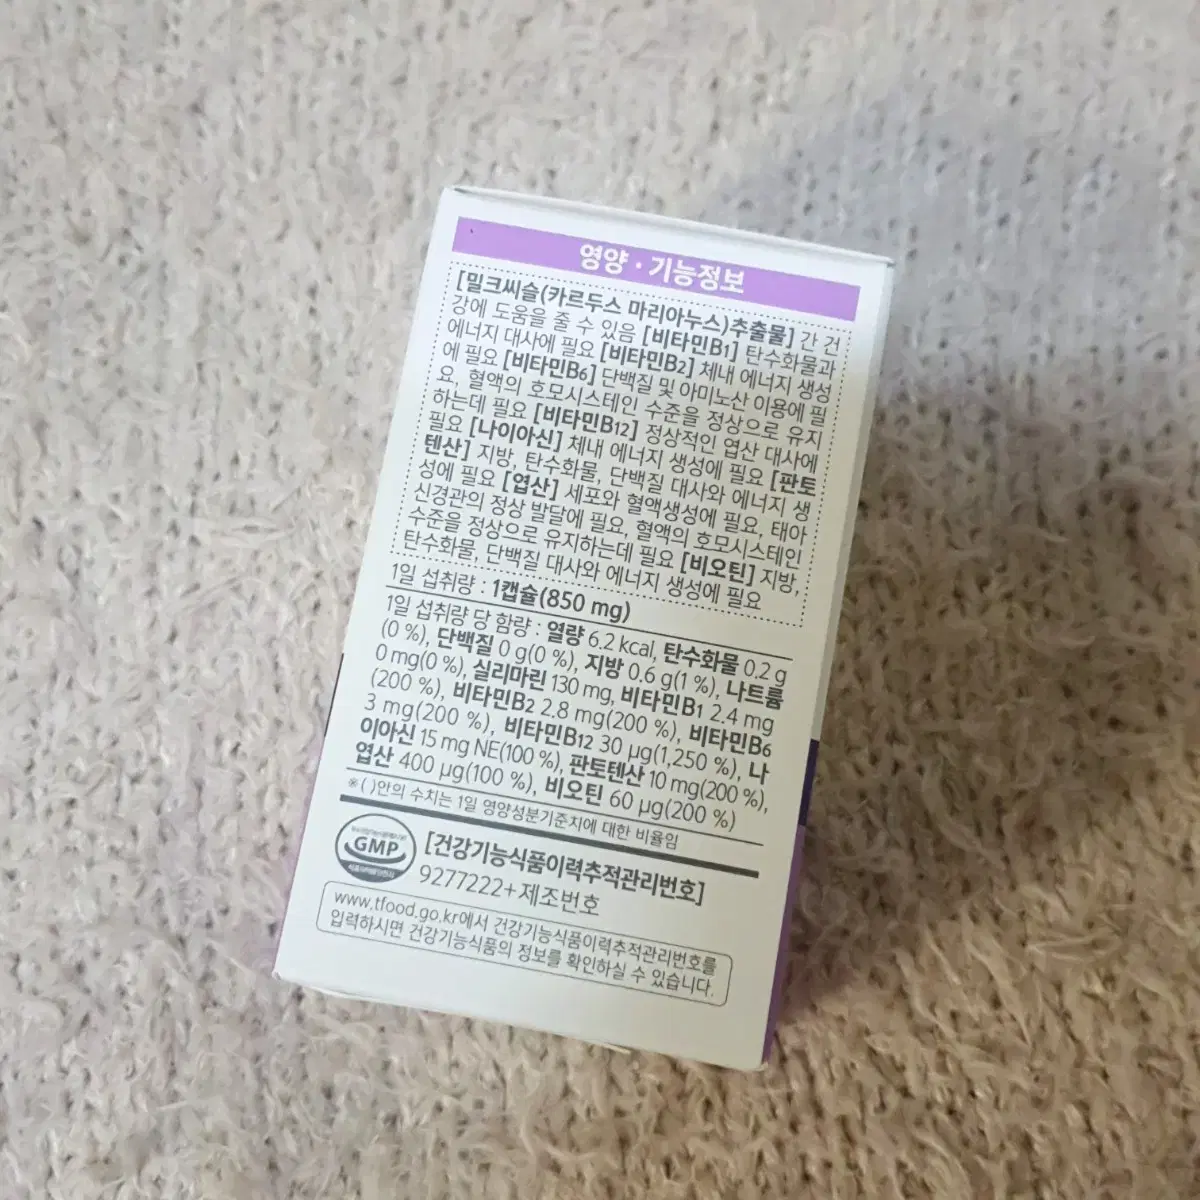 영양·기능정보
[밀크씨슬(카르두스 마리아누스)추출물] 간 건
강에 도움을 줄 수 있음 [비타민B1] 탄수화물과
에너지 대사에 필요 [비타민B2] 체내 에너지 생성
에 필요 [비타민B6] 단백질 및 아미노산 이용에 필
요, 혈액의 호모시스테인 수준을 정상으로 유지
하는데 필요 [비타민B12] 정상적인 엽산 대사에
필요 [나이아신] 체내 에너지 생성에 필요 [판토
텐산] 지방, 탄수화물, 단백질 대사와 에너지 생
성에 필요 [엽산] 세포와 혈액생성에 필요, 태아
신경관의 정상 발달에 필요, 혈액의 호모시스테인
수준을 정상으로 유지하는데 필요 [비오틴] 지방,
탄수화물, 단백질 대사와 에너지 생성에 필요
1일 섭취량 : 1캡슐(850 mg)
1일 섭취량 당 함량 : 열량 6.2 kcal, 탄수화물 0.2 g
(0 %), 단백질 0 g(0 %), 지방 0.6 g(1 %), 나트륨
0 mg(0 %), 실리마린 130 mg, 비타민B1 2.4 mg
(200 %), 비타민B2 2.8 mg(200 %), 비타민B6
3 mg(200 %), 비타민B12 30 µg(1,250 %), 나
이아신 15 mg NE(100 %), 판토텐산 10 mg(200 %),
엽산 400 µg(100 %), 비오틴 60 µg(200 %)
※( )안의 수치는 1일 영양성분기준치에 대한 비율임
GMP
[건강기능식품이력추적관리번호]
9277222+제조번호
www.tfood.go.kr에서 건강기능식품이력추적관리번호를
입력하시면 건강기능식품의 정보를 확인하실 수 있습니다.